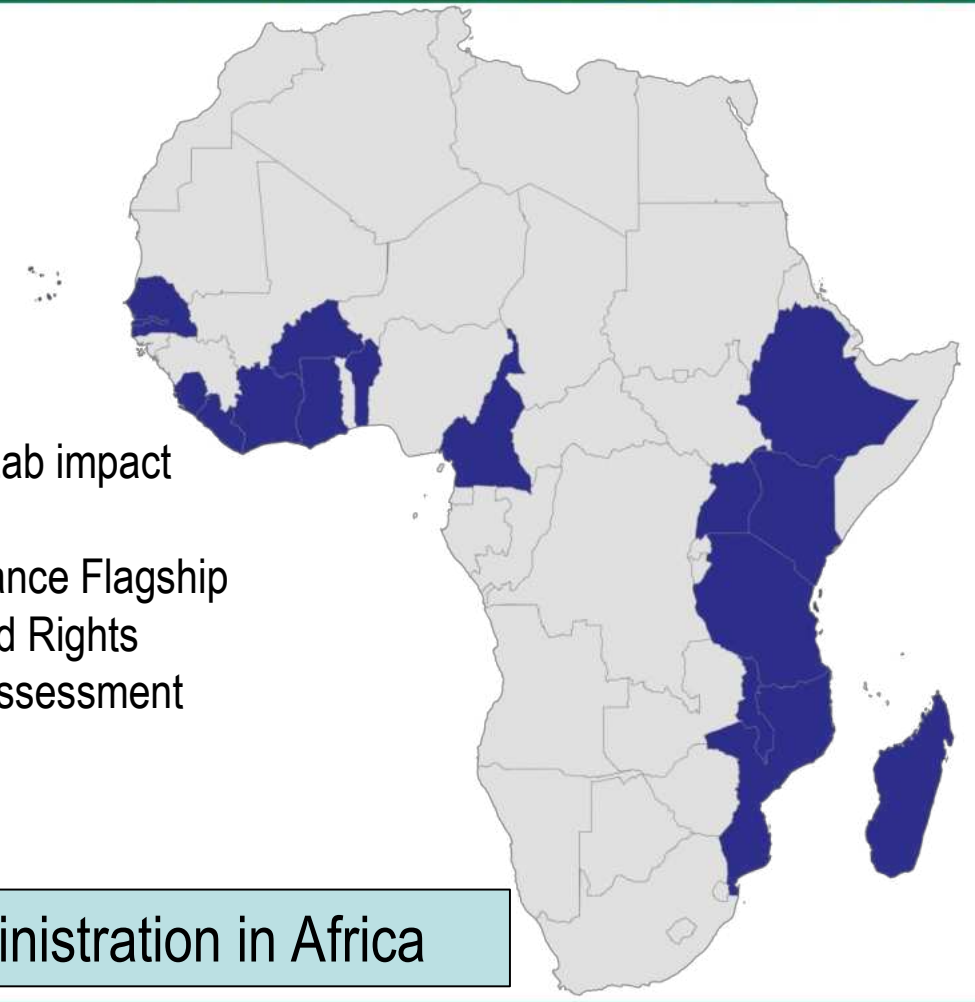 ab impact
ance Flagship
d Rights
ssessment
inistration in Africa